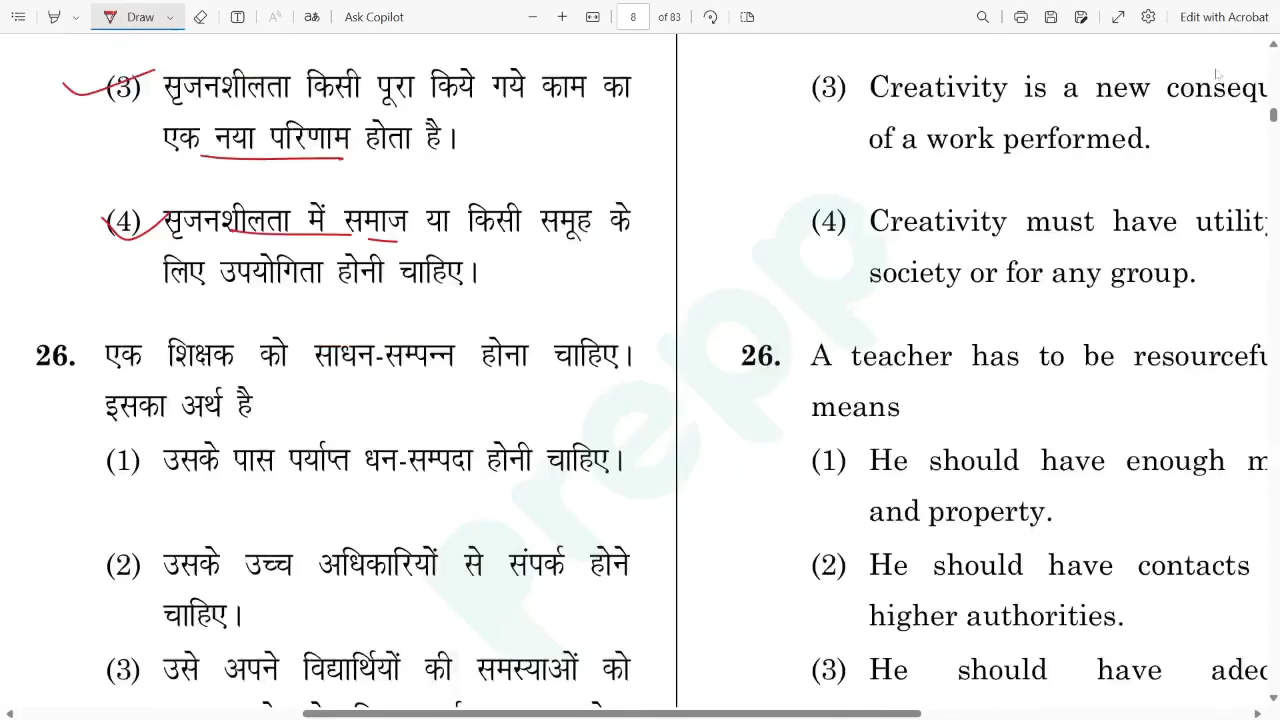 Draw
Ask Copilot
8 of 83
Edit with Acrobat
(3) सृजनशीलता किसी पूरा किये गये काम का
एक नया परिणाम होता है।
(4) सृजनशीलता में समाज या किसी समूह के
लिए उपयोगिता होनी चाहिए।
26. एक शिक्षक को साधन-सम्पन्न होना चाहिए।
इसका अर्थ है
(1) उसके पास पर्याप्त धन-सम्पदा होनी चाहिए।
(2) उसके उच्च अधिकारियों से संपर्क होने
चाहिए।
(3) उसे अपने विद्यार्थियों की समस्याओं को
(3) Creativity is a new consequ
of a work performed.
(4) Creativity must have utility
society or for any group.
26. A teacher has to be resourcefu
means
(1) He should have enough m
and property.
(2) He should have contacts
higher authorities.
(3) He should have adeq
prepp